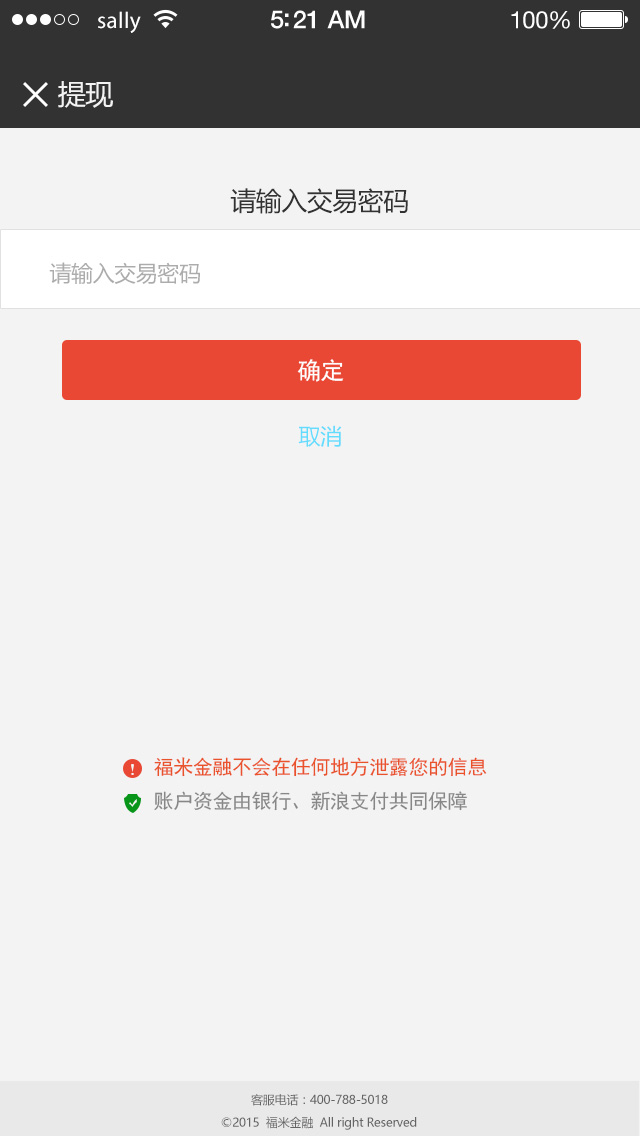 sally 5:21 AM 100%
提现
请输入交易密码
请输入交易密码
确定
取消
福米金融不会在任何地方泄露您的信息
账户资金由银行、新浪支付共同保障
客服电话：400-788-5018
©2015 福米金融 All right Reserved